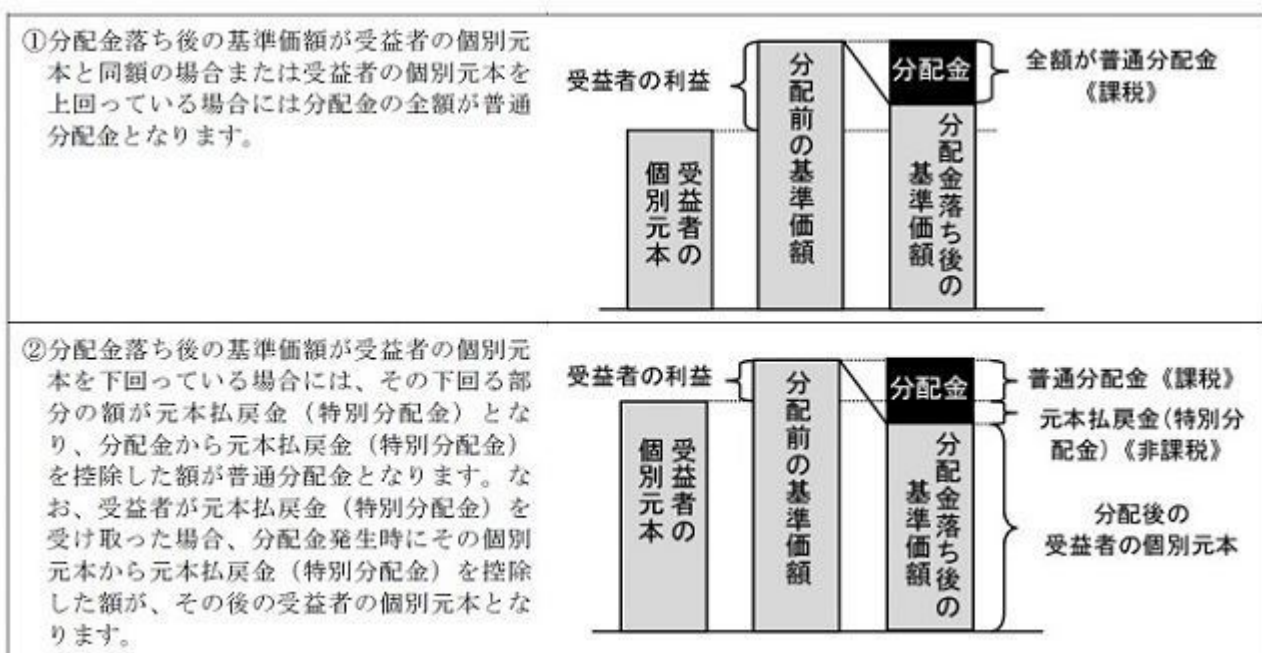 ①分配金落ち後の基準価額が受益者の個別元
本と同額の場合または受益者の個別元本を
上回っている場合には分配金の全額が普通
分配金となります。
受益者の利益
受益者の
個別元本
分配前の基準価額
分配金
分配金落ち後の
基準価額
全額が普通分配金
《課税》
②分配金落ち後の基準価額が受益者の個別元
本を下回っている場合には、その下回る部
分の額が元本払戻金（特別分配金）とな
り、分配金から元本払戻金（特別分配金）
を控除した額が普通分配金となります。な
お、受益者が元本払戻金（特別分配金）を
受け取った場合、分配金発生時にその個別
元本から元本払戻金（特別分配金）を控除
した額が、その後の受益者の個別元本とな
ります。
受益者の利益
受益者の
個別元本
分配前の基準価額
分配金
分配金落ち後の
基準価額
普通分配金《課税》
元本払戻金(特別分
配金)《非課税》
分配後の
受益者の個別元本